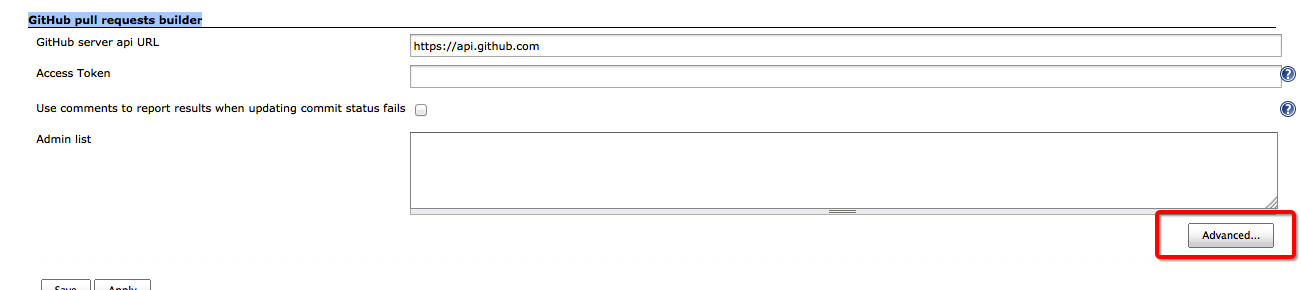 GitHub pull requests builder
GitHub server api URL
https://api.github.com
Access Token
Use comments to report results when updating commit status fails
Admin list
Advanced...
Save Apply